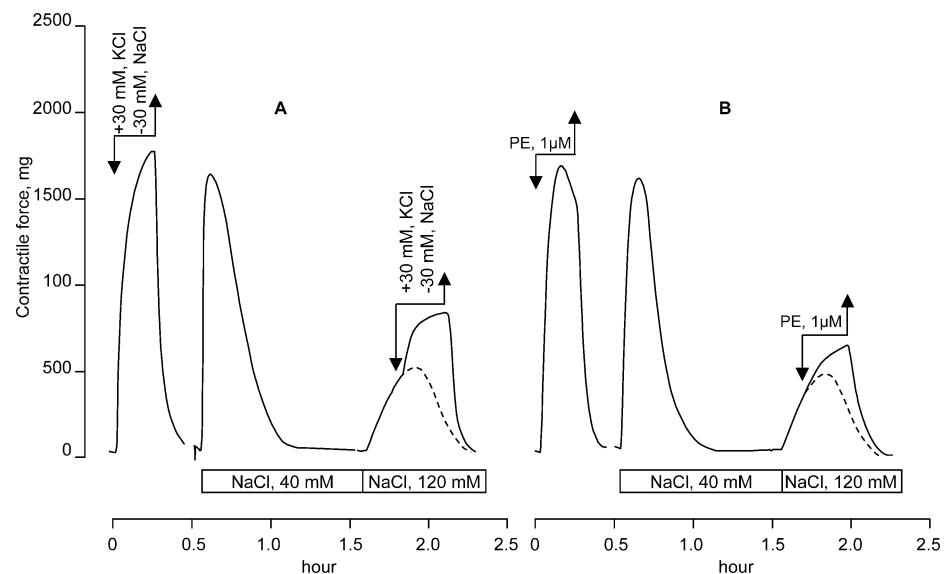 2500
2000
1500
100
500
0
Contractile force, mg
+30 mM, KCl
-30 mM, NaCl
A
+30 mM, KCl
-30 mM, NaCl
NaCl, 40 mM
NaCl, 120 mM
0 0.5 1.0 1.5 2.0 2.5
hour
PE, 1µM
B
PE, 1µM
NaCl, 40 mM
NaCl, 120 mM
0 0.5 1.0 1.5 2.0 2.5
hour